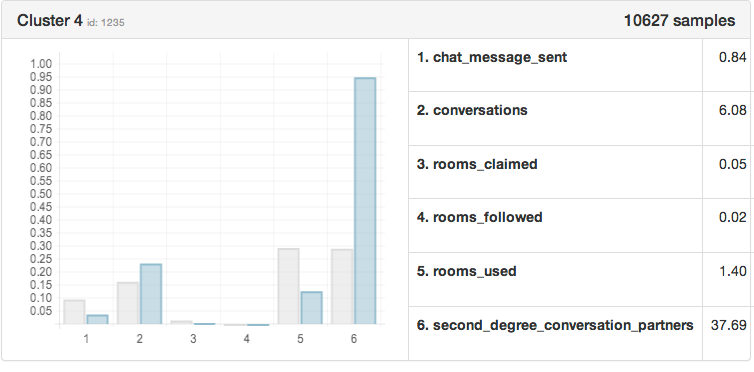 Cluster 4 id: 1235
10627 samples
1.00
0.95
0.90
0.85
0.80
0.75
0.70
0.65
0.60
0.55
0.50
0.45
0.40
0.35
0.30
0.25
0.20
0.15
0.10
0.05
1 2 3 4 5 6
1. chat_message_sent 0.84
2. conversations 6.08
3. rooms_claimed 0.05
4. rooms_followed 0.02
5. rooms_used 1.40
6. second_degree_conversation_partners 37.69